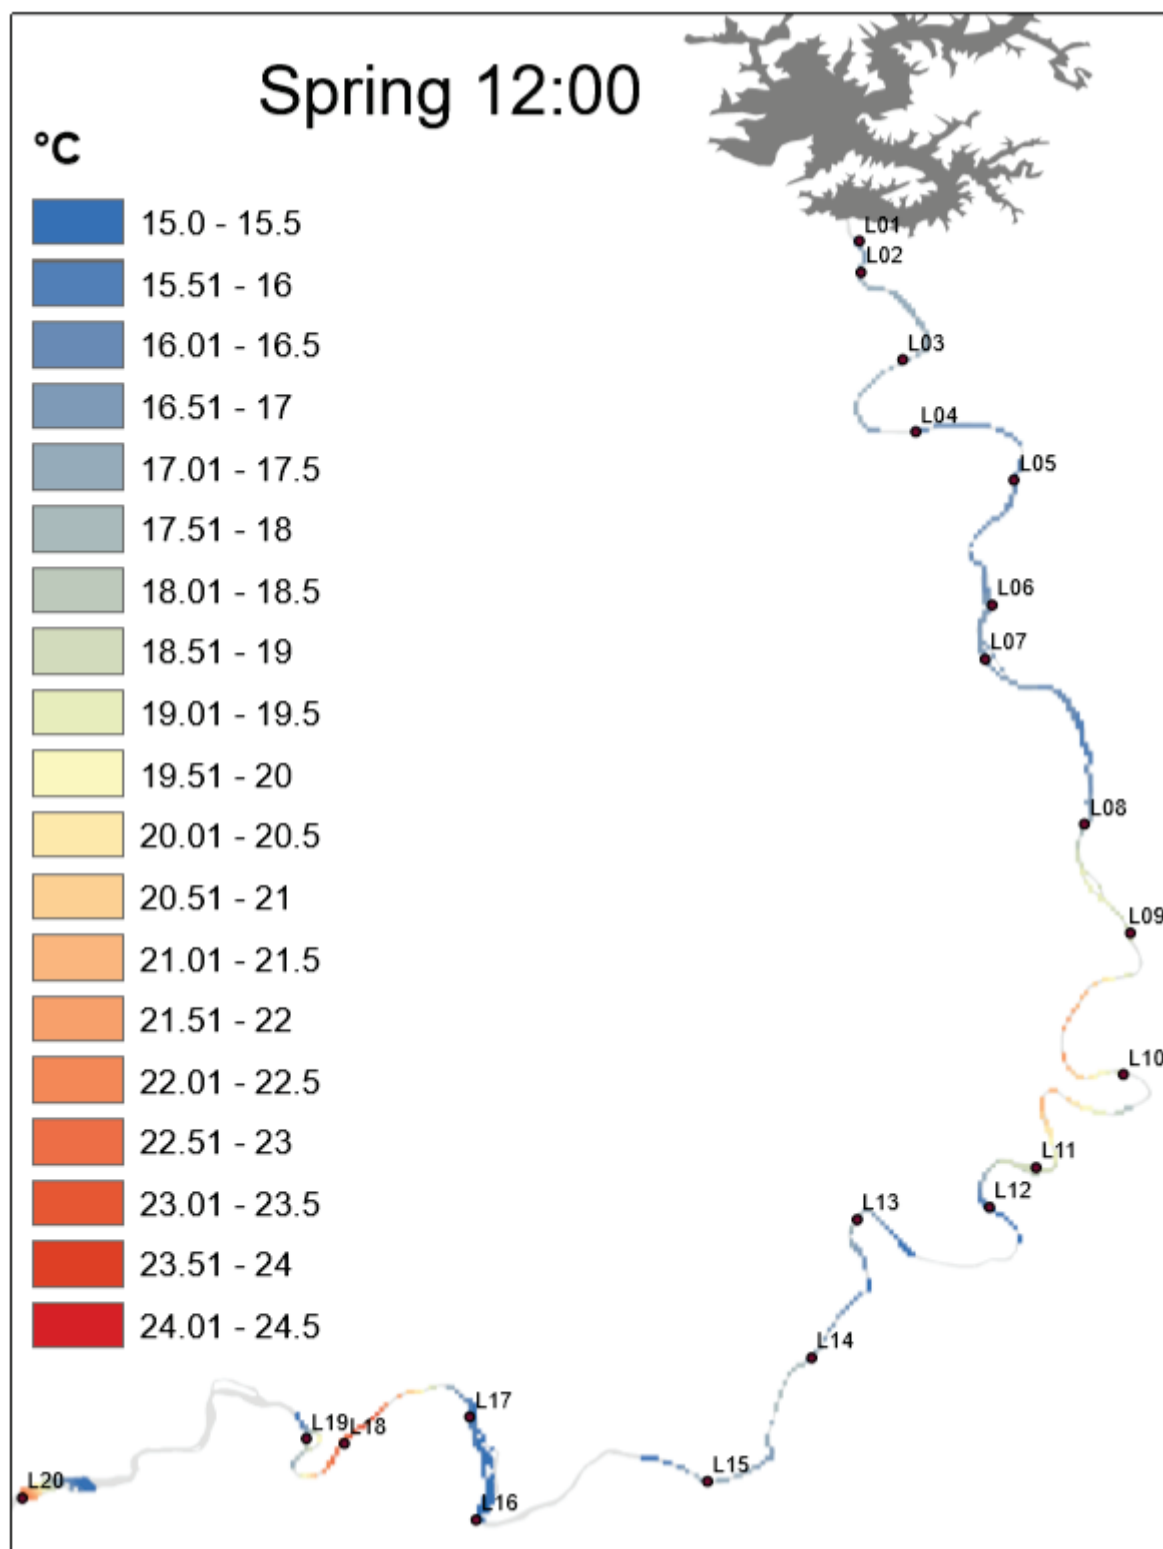 Spring 12:00
°C
15.0 - 15.5
15.51 - 16
16.01 - 16.5
16.51 - 17
17.01 - 17.5
17.51 - 18
18.01 - 18.5
18.51 - 19
19.01 - 19.5
19.51 - 20
20.01 - 20.5
20.51 - 21
21.01 - 21.5
21.51 - 22
22.01 - 22.5
22.51 - 23
23.01 - 23.5
23.51 - 24
24.01 - 24.5
L01
L02
L03
L04
L05
L06
L07
L08
L09
L10
L11
L12
L13
L14
L15
L16
L17
L18
L19
L20